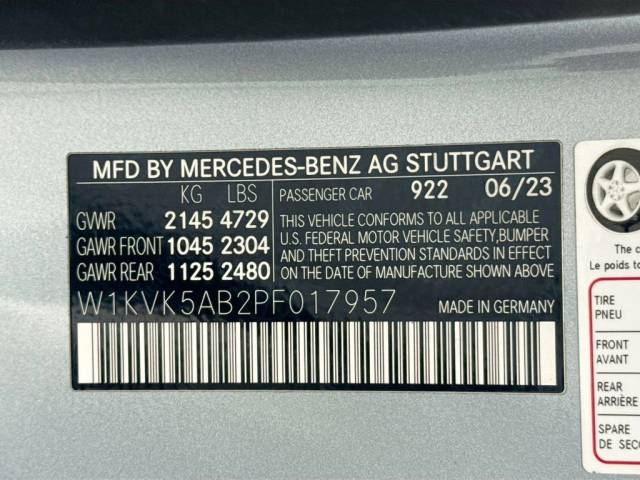 MFD BY MERCEDES-BENZ AG STUTTGART
KG LBS
GVWR 2145 4729
GAWR FRONT 1045 2304
GAWR REAR 1125 2480
PASSENGER CAR 922 06/23
THIS VEHICLE CONFORMS TO ALL APPLICABLE
U.S. FEDERAL MOTOR VEHICLE SAFETY,BUMPER
AND THEFT PREVENTION STANDARDS IN EFFECT
ON THE DATE OF MANUFACTURE SHOWN ABOVE.
W1KVK5AB2PF017957
MADE IN GERMANY
The c
Le poids to
TIRE
PNEU
FRONT
AVANT
REAR
ARRIÈRE
SPARE
DE SEC